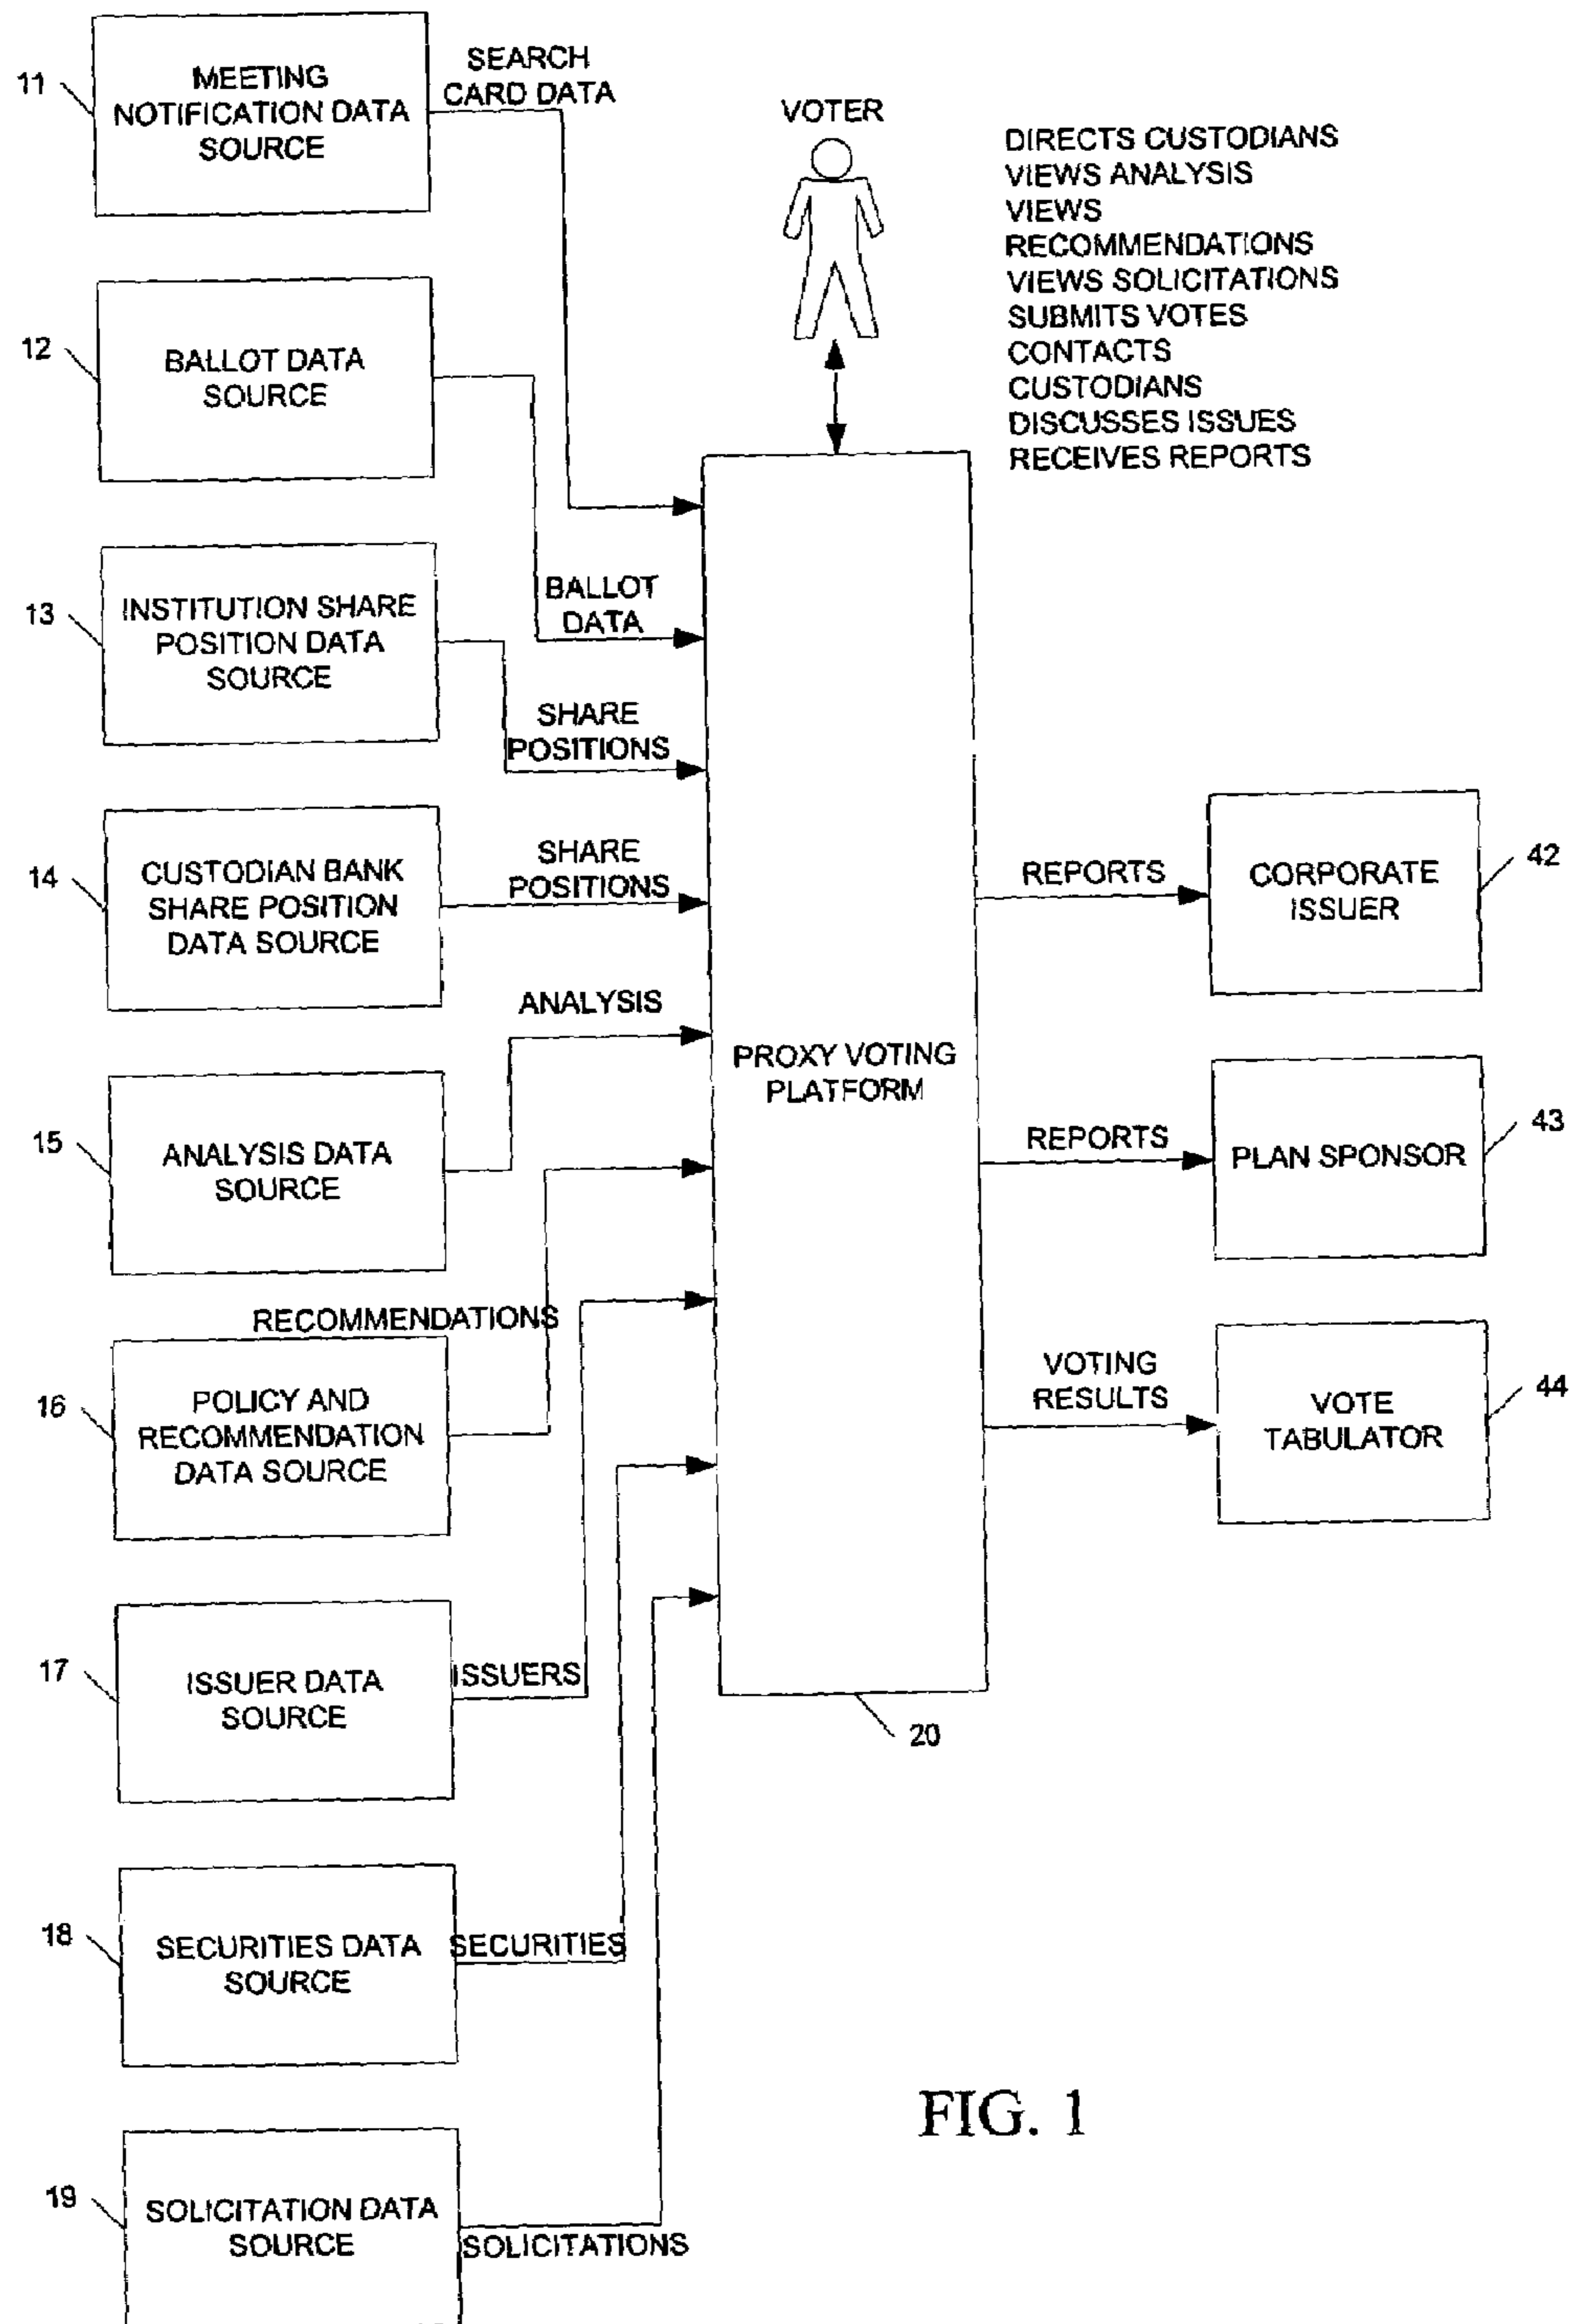 11
MEETING
NOTIFICATION DATA
SOURCE
SEARCH
CARD DATA
VOTER
DIRECTS CUSTODIANS
VIEWS ANALYSIS
VIEWS
RECOMMENDATIONS
VIEWS SOLICITATIONS
SUBMITS VOTES
CONTACTS
CUSTODIANS
DISCUSSES ISSUES
RECEIVES REPORTS
12
BALLOT DATA
SOURCE
BALLOT
DATA
13
INSTITUTION SHARE
POSITION DATA
SOURCE
SHARE
POSITIONS
14
CUSTODIAN BANK
SHARE POSITION
DATA SOURCE
SHARE
POSITIONS
15
ANALYSIS DATA
SOURCE
ANALYSIS
16
POLICY AND
RECOMMENDATION
DATA SOURCE
RECOMMENDATIONS
17
ISSUER DATA
SOURCE
ISSUERS
18
SECURITIES DATA
SOURCE
SECURITIES
19
SOLICITATION DATA
SOURCE
SOLICITATIONS
PROXY VOTING
PLATFORM
20
REPORTS
CORPORATE
ISSUER
42
REPORTS
PLAN SPONSOR
43
VOTING
RESULTS
VOTE
TABULATOR
44
FIG. 1